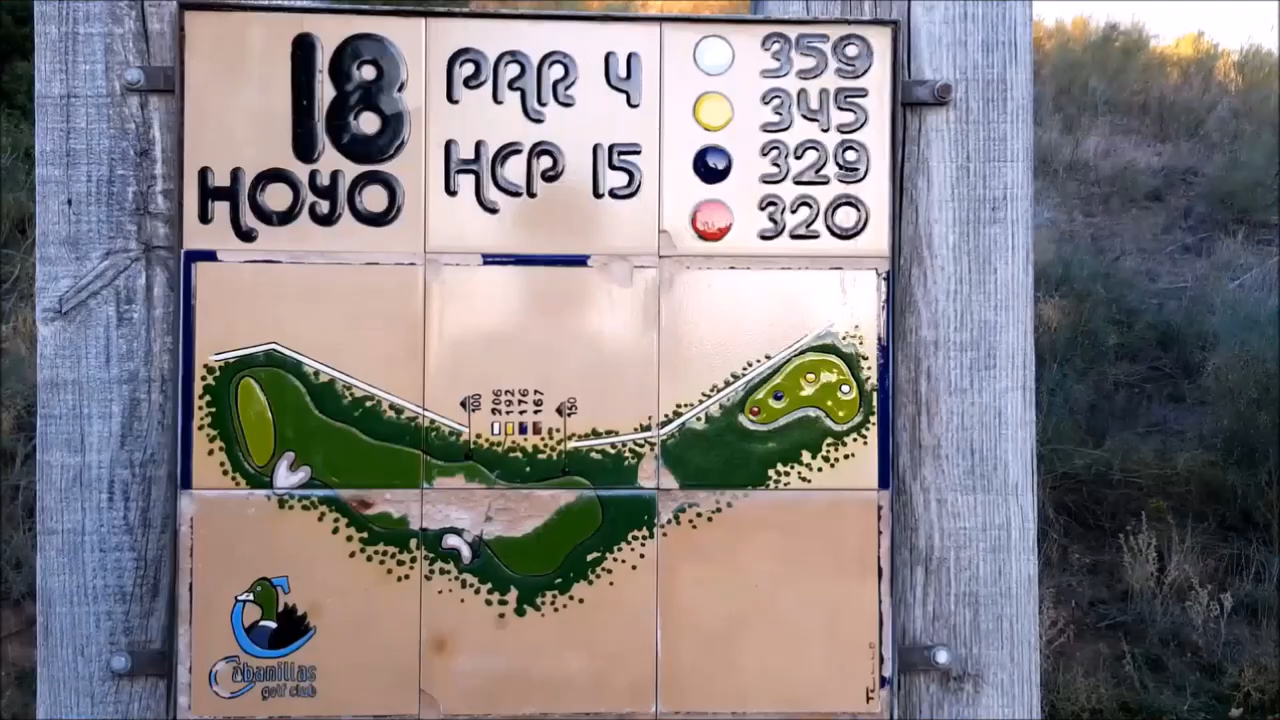 18
HOYO
PAR 4
HCP 15
359
345
329
320
100
206
192
176
167
150
Cabanillas
golf club